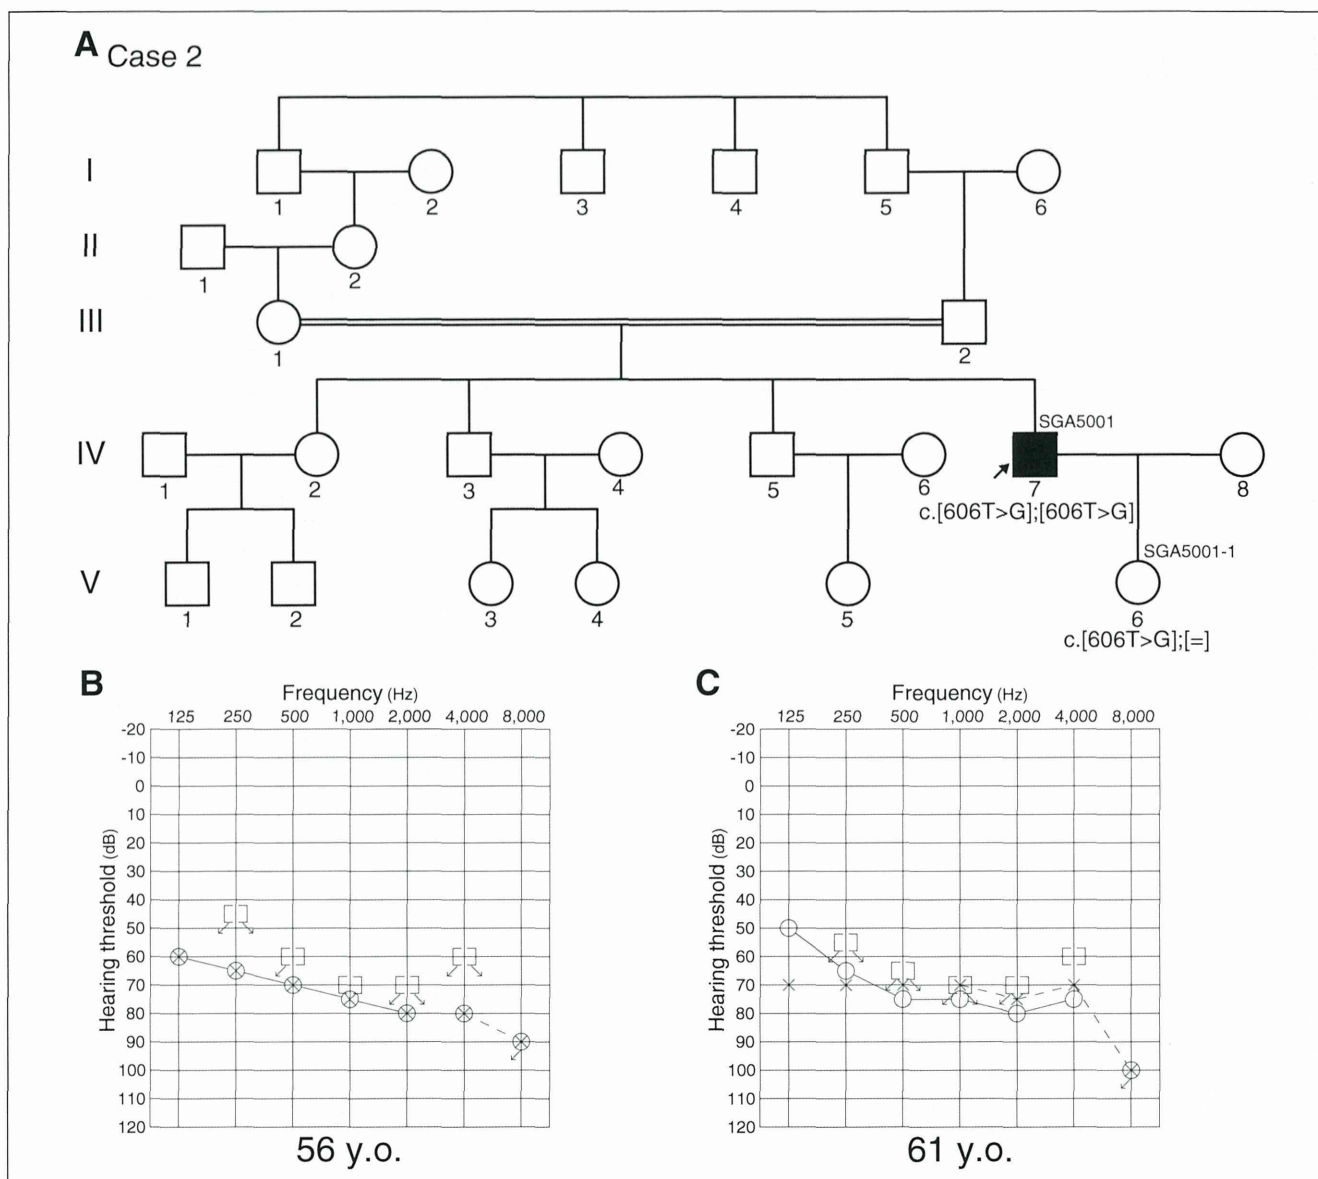 A Case 2
I
1 2 3 4 5 6
II
1 2
III
1 2
SGA5001
IV
1 2 3 4 5 6 7 8
c.[606T>G];[606T>G]
SGA5001-1
V
1 2 3 4 5 6
c.[606T>G];[=]
B
Frequency (Hz)
125 250 500 1,000 2,000 4,000 8,000
Hearing threshold (dB)
-20
-10
0
10
20
30
40
50
60
70
80
90
100
110
120
56 y.o.
C
Frequency (Hz)
125 250 500 1,000 2,000 4,000 8,000
Hearing threshold (dB)
-20
-10
0
10
20
30
40
50
60
70
80
90
100
110
120
61 y.o.